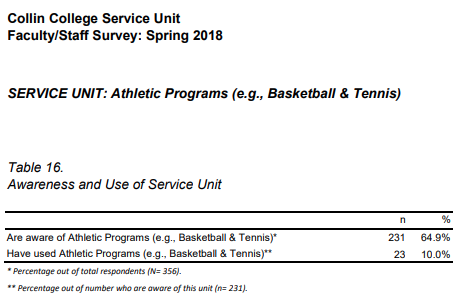 Collin College Service Unit
Faculty/Staff Survey: Spring 2018
SERVICE UNIT: Athletic Programs (e.g., Basketball & Tennis)
Table 16.
Awareness and Use of Service Unit
n %
Are aware of Athletic Programs (e.g., Basketball & Tennis)* 231 64.9%
Have used Athletic Programs (e.g., Basketball & Tennis)** 23 10.0%
* Percentage out of total respondents (N= 356).
** Percentage out of number who are aware of this unit (n= 231).